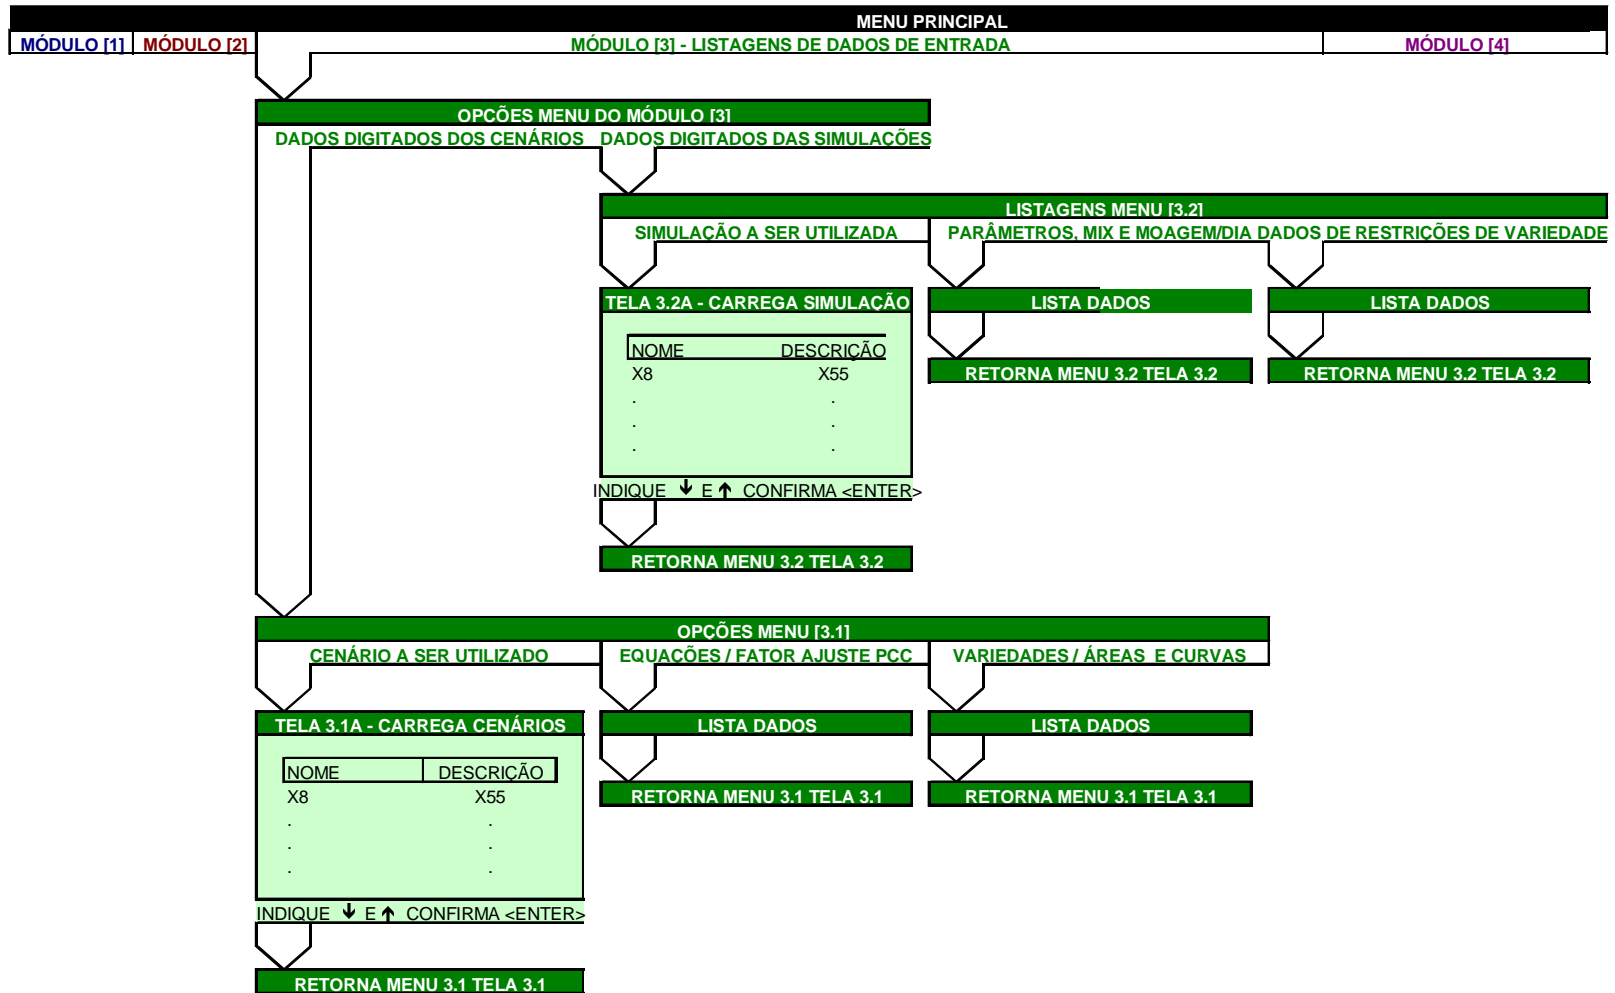 MENU PRINCIPAL
MÓDULO [1] MÓDULO [2] MÓDULO [3] - LISTAGENS DE DADOS DE ENTRADA MÓDULO [4]
OPÇÕES MENU DO MÓDULO [3]
DADOS DIGITADOS DOS CENÁRIOS DADOS DIGITADOS DAS SIMULAÇÕES
LISTAGENS MENU [3.2]
SIMULAÇÃO A SER UTILIZADA PARÂMETROS, MIX E MOAGEM/DIA DADOS DE RESTRIÇÕES DE VARIEDADE
TELA 3.2A - CARREGA SIMULAÇÃO LISTA DADOS LISTA DADOS
NOME DESCRIÇÃO
RETORNA MENU 3.2 TELA 3.2 RETORNA MENU 3.2 TELA 3.2
X8 X55
. .
. .
. .
INDIQUE ↓ E ↑ CONFIRMA <ENTER>
RETORNA MENU 3.2 TELA 3.2
OPÇÕES MENU [3.1]
CENÁRIO A SER UTILIZADO EQUAÇÕES / FATOR AJUSTE PCC VARIEDADES / ÁREAS E CURVAS
TELA 3.1A - CARREGA CENÁRIOS LISTA DADOS LISTA DADOS
NOME DESCRIÇÃO
X8 X55 RETORNA MENU 3.1 TELA 3.1 RETORNA MENU 3.1 TELA 3.1
. .
. .
. .
INDIQUE ↓ E ↑ CONFIRMA <ENTER>
RETORNA MENU 3.1 TELA 3.1